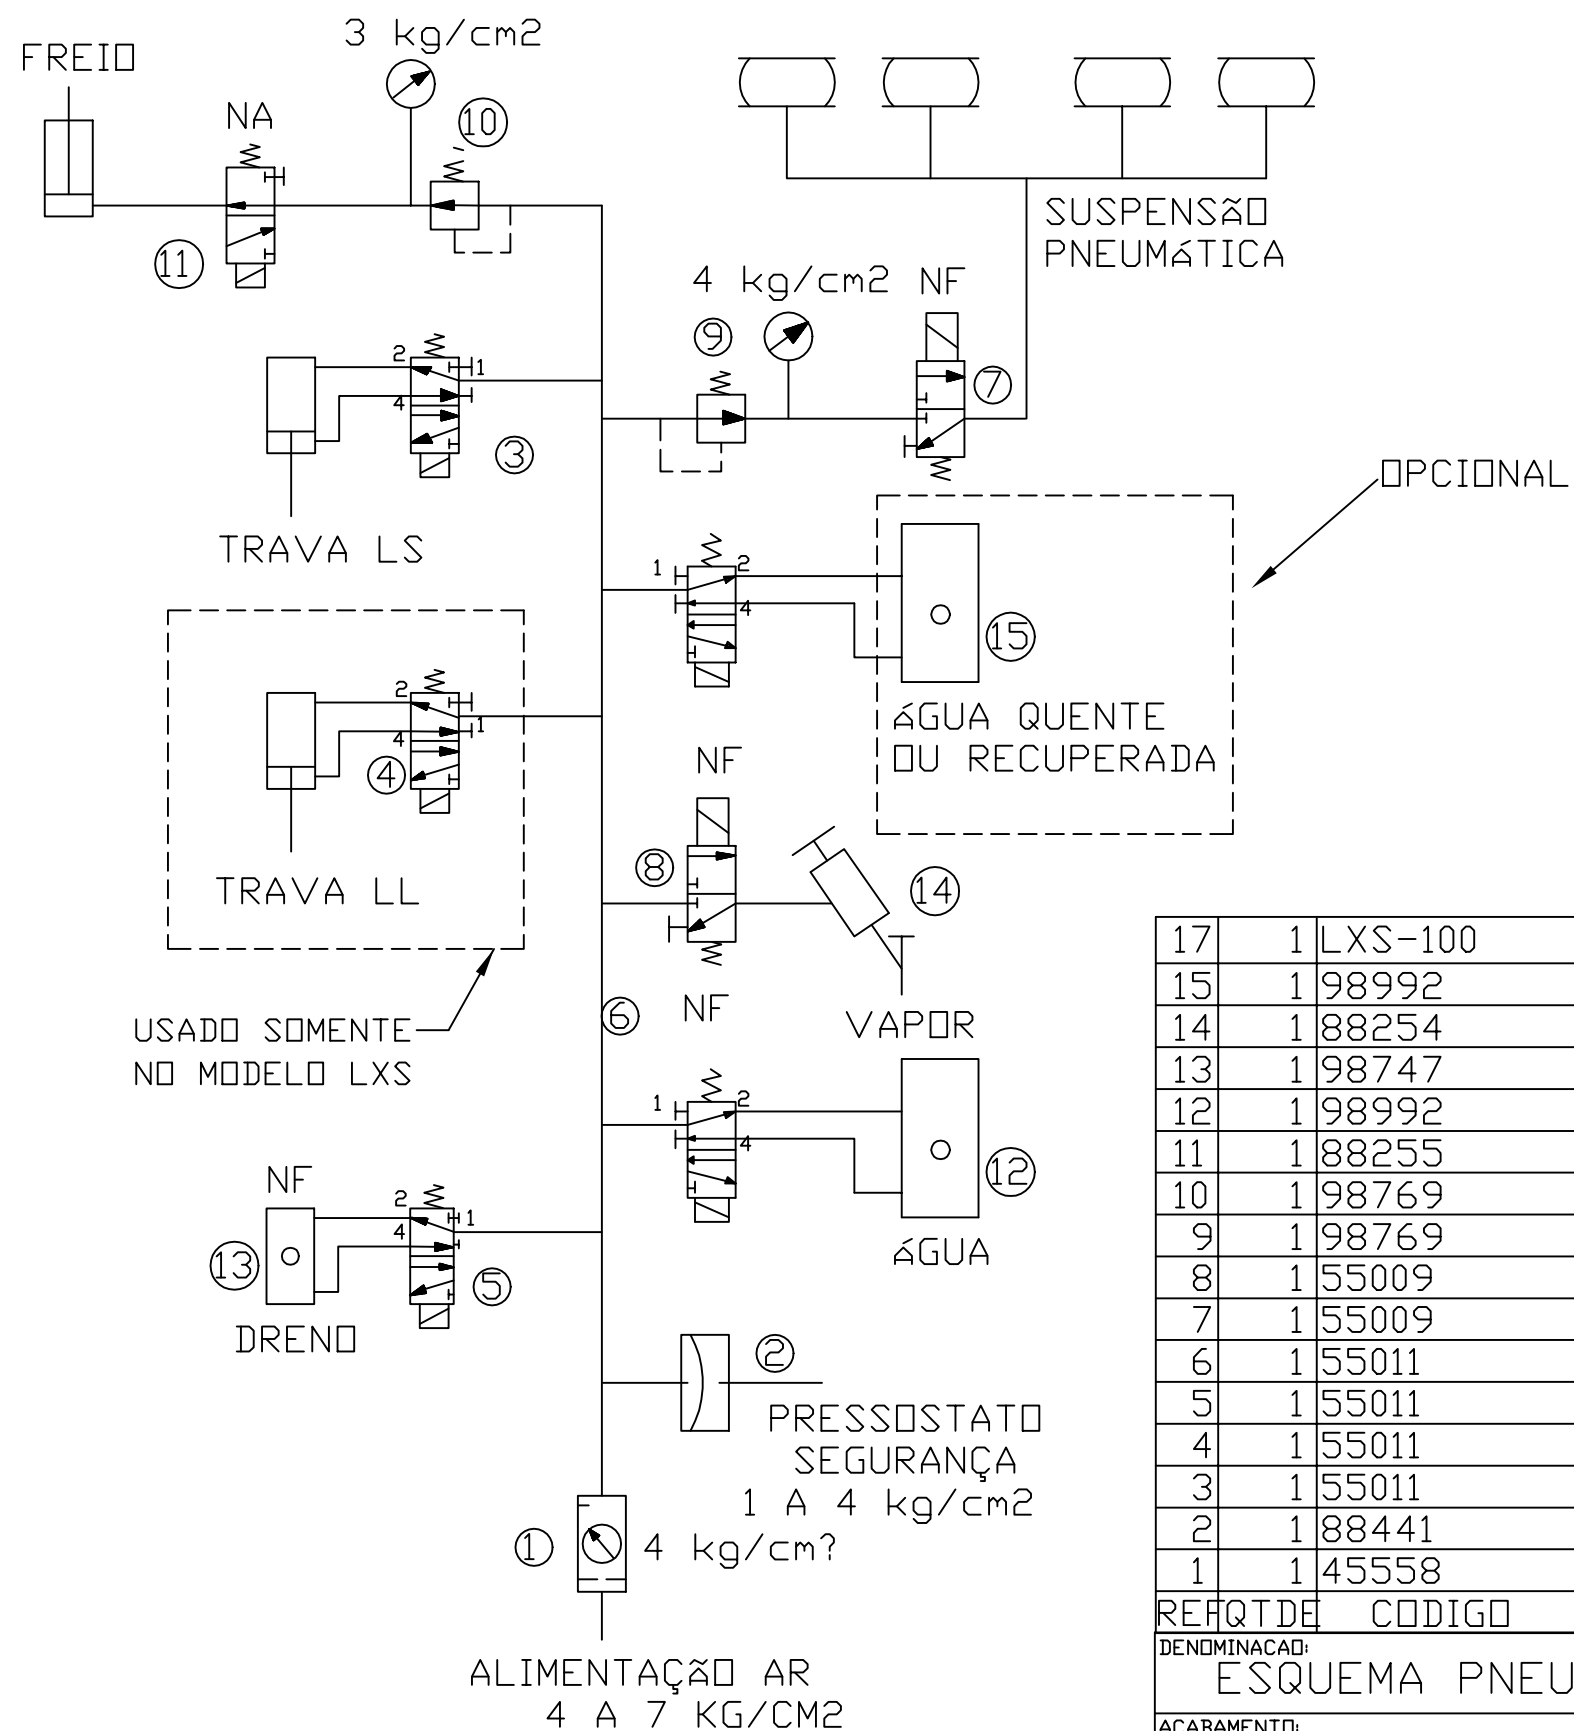 FREIO
3 kg/cm2
NA
10
11
SUSPENSÃO
PNEUMÁTICA
4 kg/cm2
NF
9
7
2
1
4
3
TRAVA LS
OPCIONAL
1
2
4
15
ÁGUA QUENTE
OU RECUPERADA
2
1
4
4
TRAVA LL
USADO SOMENTE
NO MODELO LXS
NF
8
14
VAPOR
NF
6
1
2
4
12
ÁGUA
NF
2
1
4
13
5
DRENO
2
PRESSOSTATO
SEGURANÇA
1 A 4 kg/cm2
1
4 kg/cm?
ALIMENTAÇÃO AR
4 A 7 KG/CM2
17 1 LXS-100
15 1 98992
14 1 88254
13 1 98747
12 1 98992
11 1 88255
10 1 98769
9 1 98769
8 1 55009
7 1 55009
6 1 55011
5 1 55011
4 1 55011
3 1 55011
2 1 88441
1 1 45558
REF QTDE CODIGO
DENOMINACAO:
ESQUEMA PNEU
ACABAMENTO: